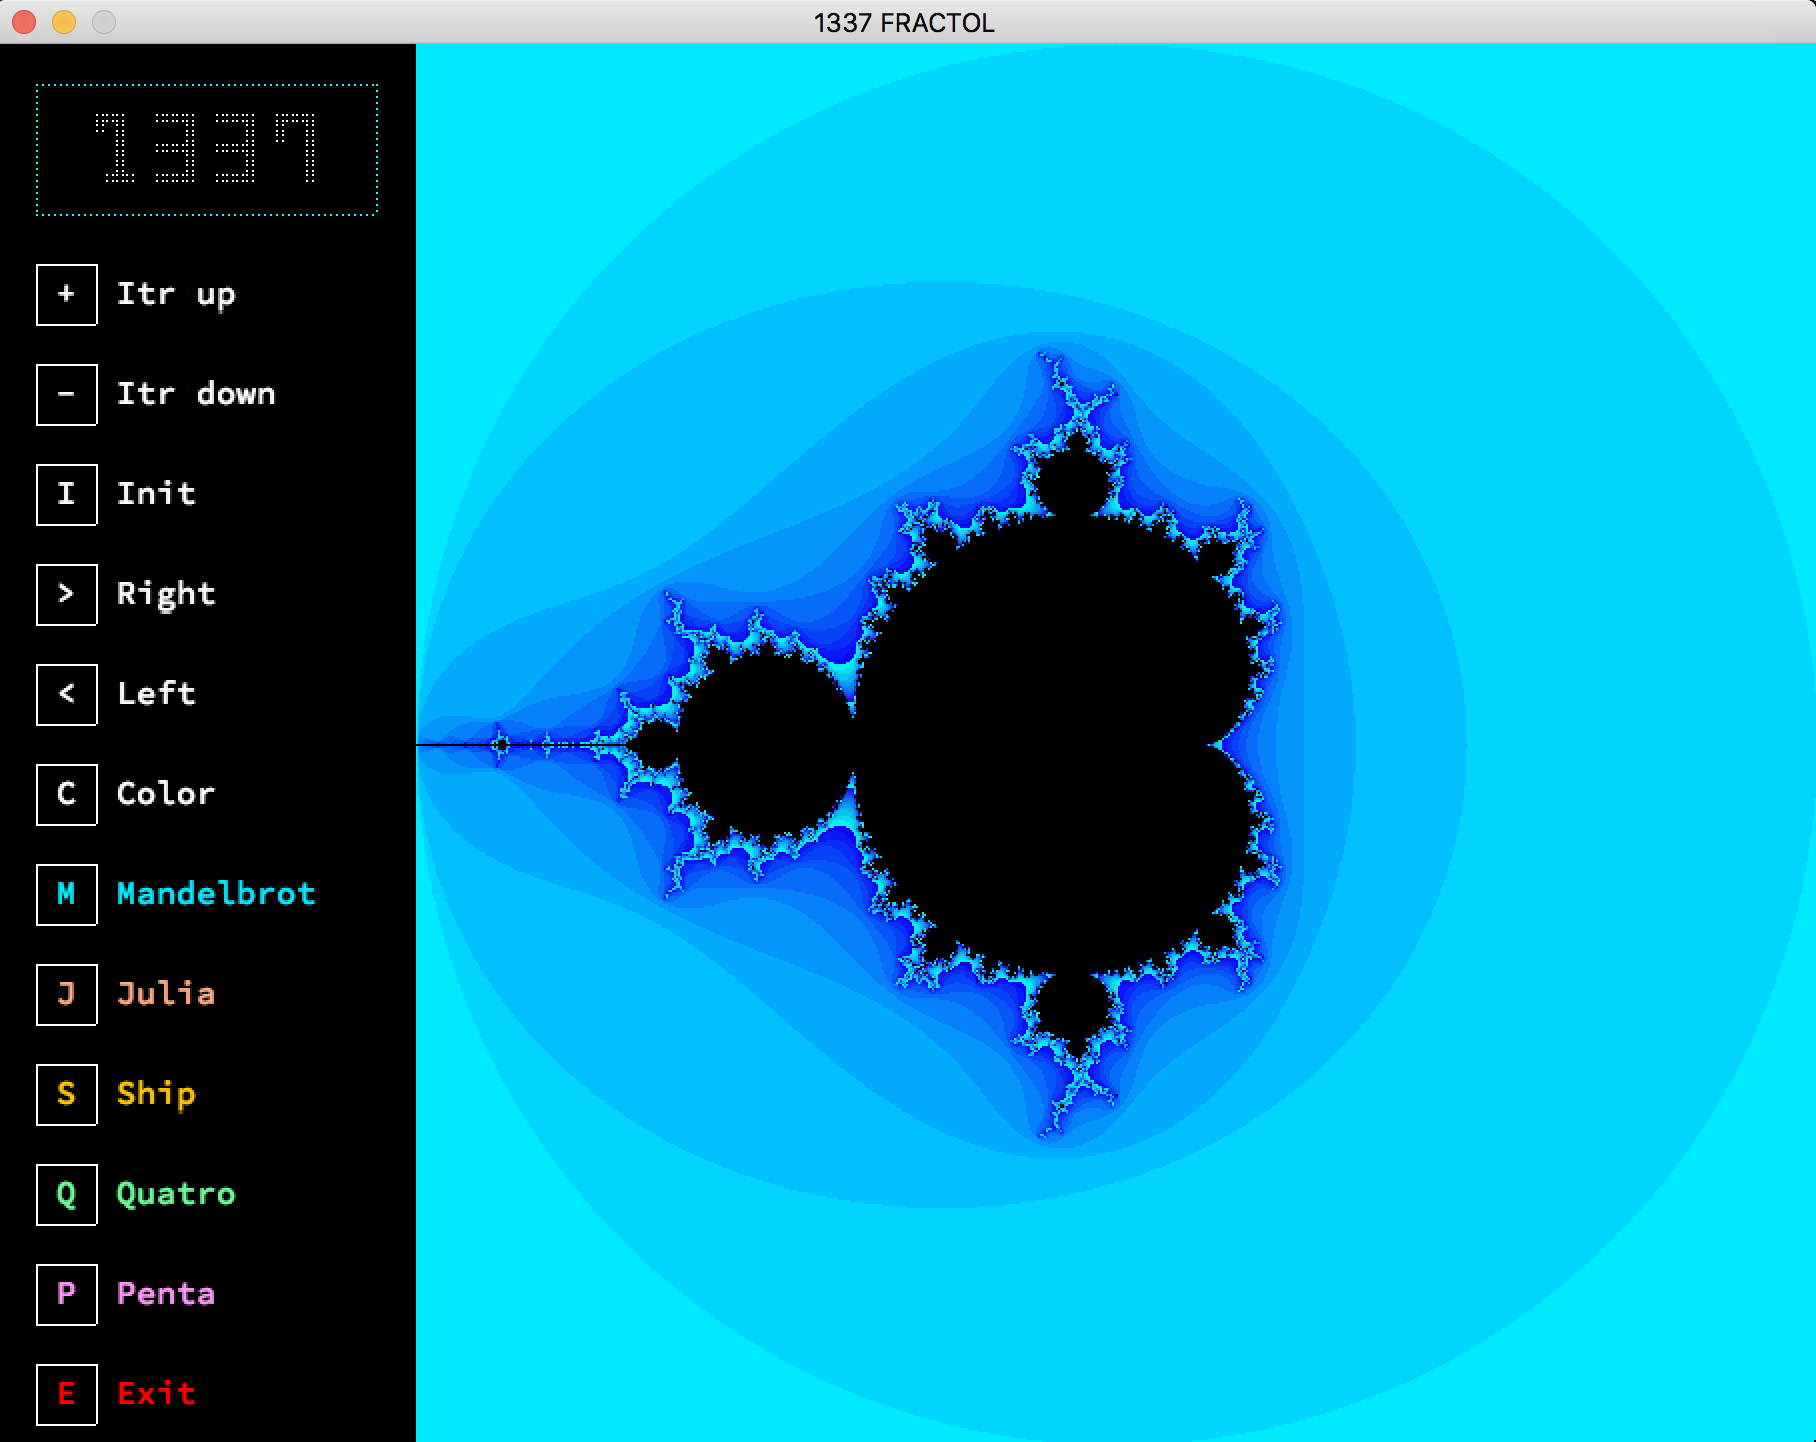 1337 FRACTOL
1337
+ Itr up
- Itr down
I Init
> Right
< Left
C Color
M Mandelbrot
J Julia
S Ship
Q Quatro
P Penta
E Exit